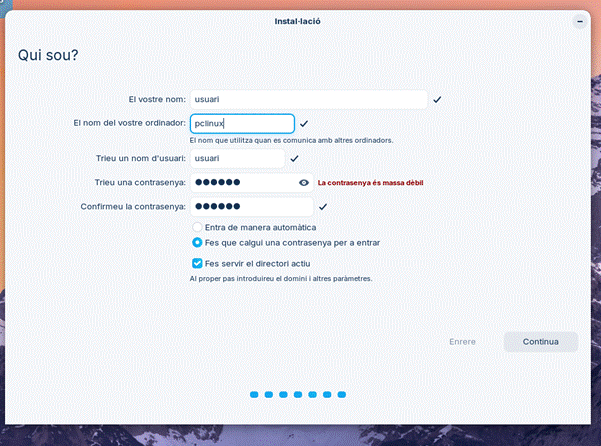 Instal·lació
Qui sou?
El vostre nom: usuari
El nom del vostre ordinador: pclinux
El nom que utilitza quan es comunica amb altres ordinadors.
Trieu un nom d'usuari: usuari
Trieu una contrasenya: ●●●●●● La contrasenya és massa dèbil
Confirmeu la contrasenya: ●●●●●●
Entra de manera automàtica
Fes que calgui una contrasenya per a entrar
Fes servir el directori actiu
Al proper pas introduireu el domini i altres paràmetres.
Enrere Continua